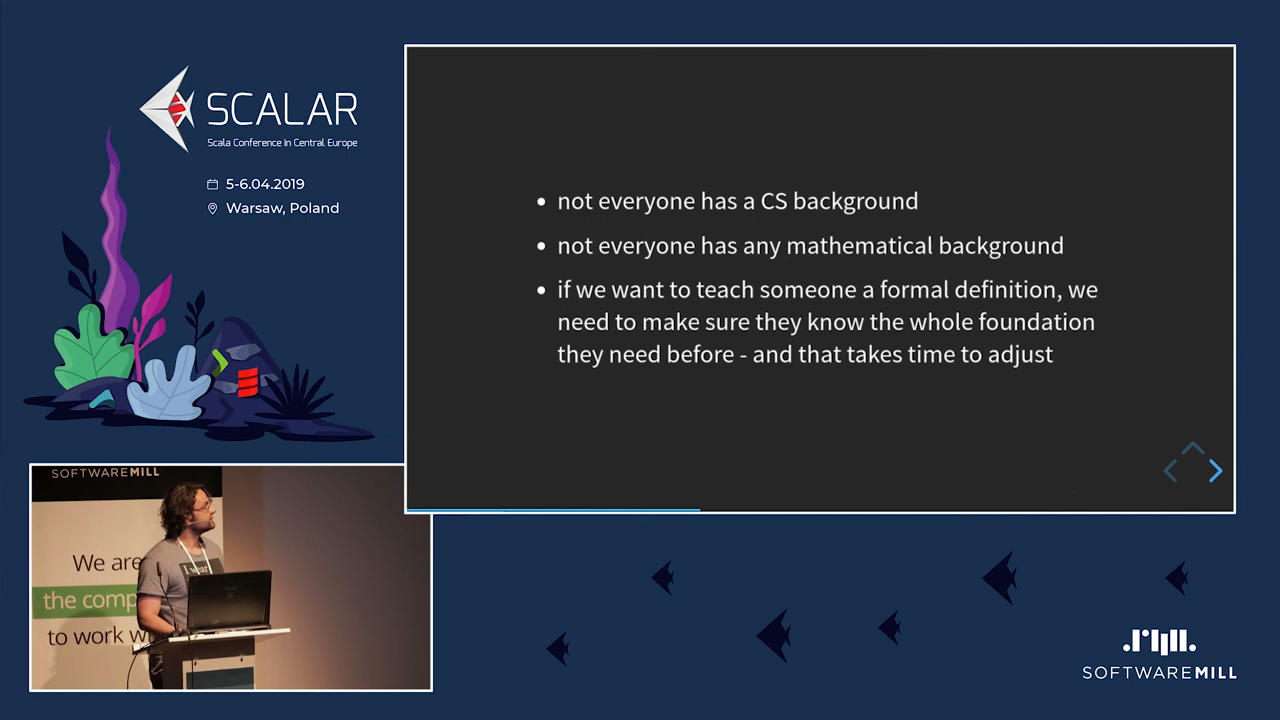 SCALAR
Scala Conference in Central Europe
5-6.04.2019
Warsaw, Poland
• not everyone has a CS background
• not everyone has any mathematical background
• if we want to teach someone a formal definition, we
need to make sure they know the whole foundation
they need before - and that takes time to adjust
SOFTWAREMILL
We are
the comp
to work w
I wear
SOFTWAREMILL